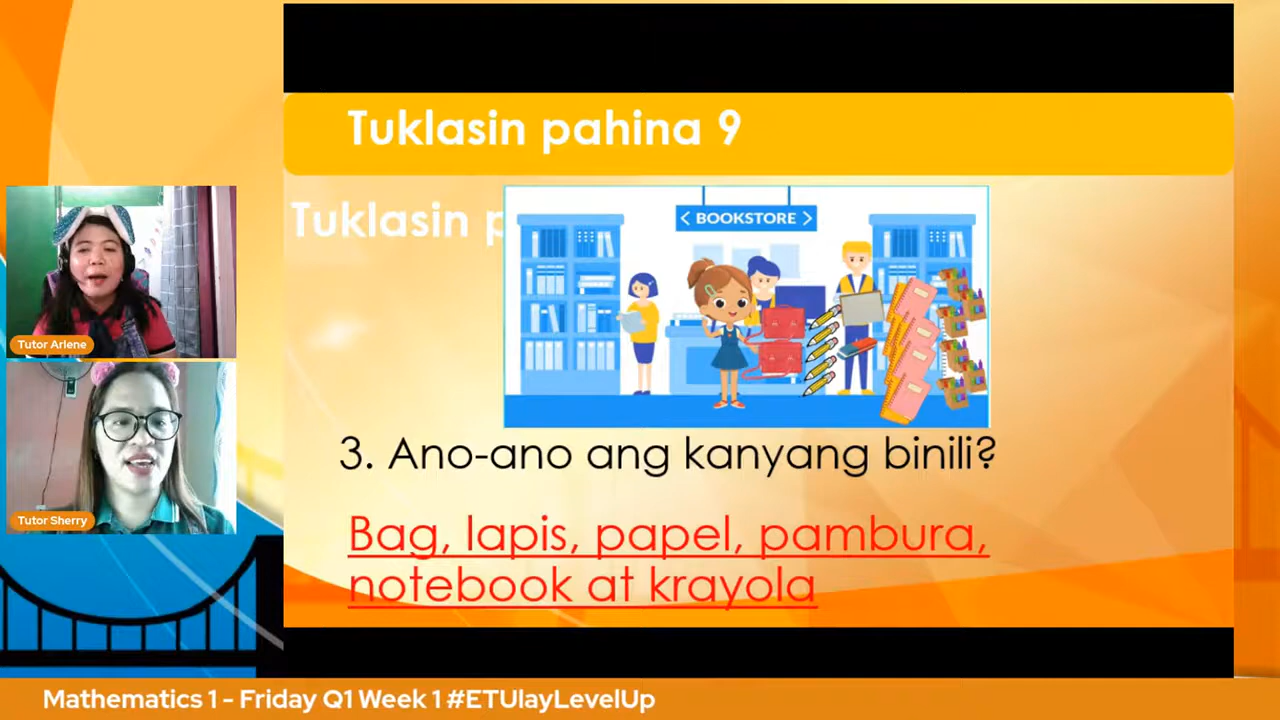 Tuklasin pahina 9
Tuklasin p
< BOOKSTORE >
3. Ano-ano ang kanyang binili?
Bag, lapis, papel, pambura,
notebook at krayola
Tutor Arlene
Tutor Sherry
Mathematics 1 - Friday Q1 Week 1 #ETUlayLevelUp